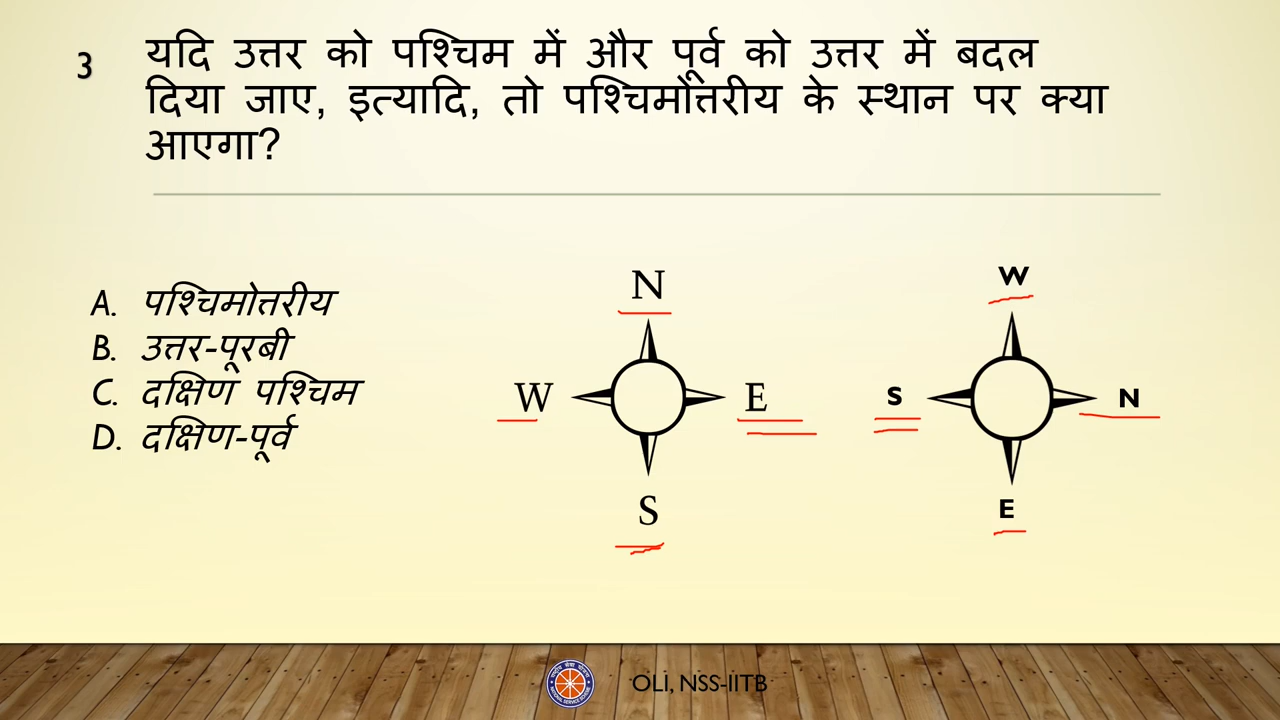 3
यदि उत्तर को पश्चिम में और पूर्व को उत्तर में बदल
दिया जाए, इत्यादि, तो पश्चिमोत्तरीय के स्थान पर क्या
आएगा?
A. पश्चिमोत्तरीय
B. उत्तर-पूरबी
C. दक्षिण पश्चिम
D. दक्षिण-पूर्व
N
W E
S
W
S N
E
OLI, NSS-IITB